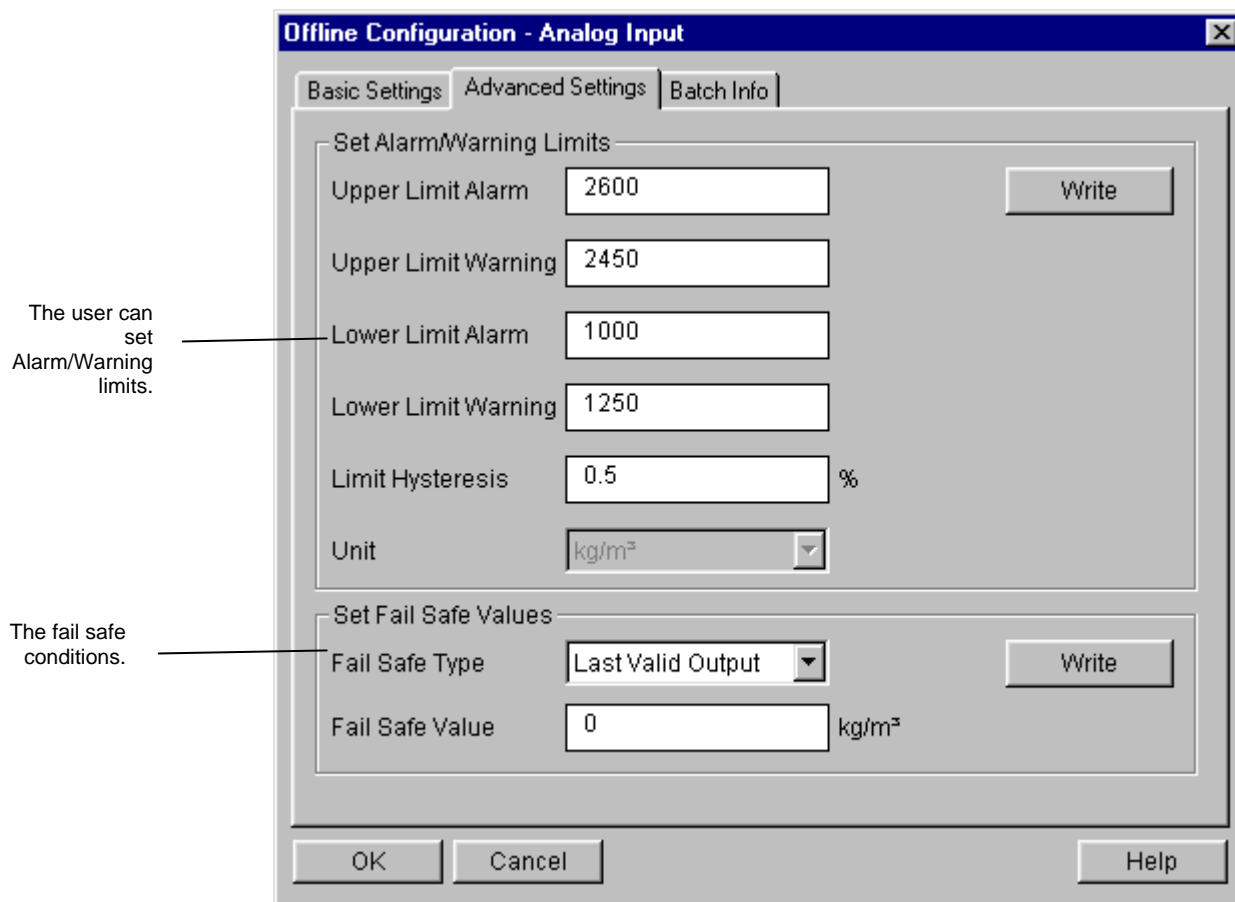 Offline Configuration - Analog Input
Basic Settings Advanced Settings Batch Info
Set Alarm/Warning Limits
Upper Limit Alarm 2600 Write
Upper Limit Warning 2450
The user can
set
Alarm/Warning
limits.
Lower Limit Alarm 1000
Lower Limit Warning 1250
Limit Hysteresis 0.5 %
Unit kg/m³
Set Fail Safe Values
The fail safe
conditions.
Fail Safe Type Last Valid Output Write
Fail Safe Value 0 kg/m³
OK Cancel Help